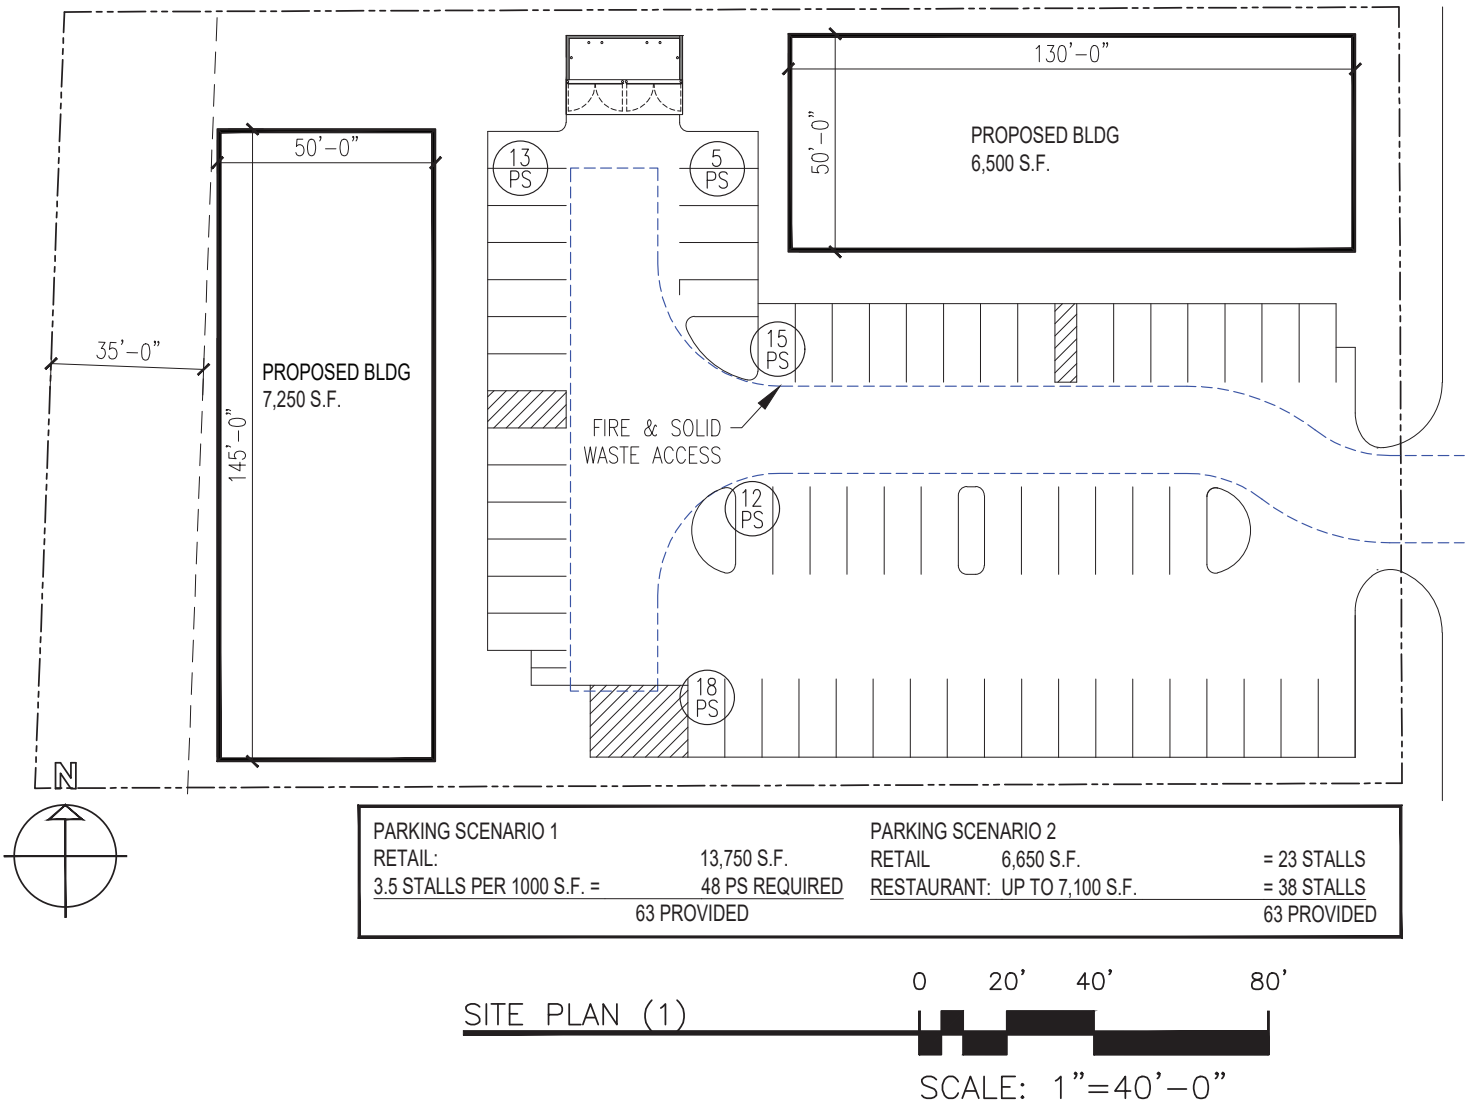 130'-0"
50'-0"
PROPOSED BLDG
6,500 S.F.
50'-0"
13
PS
5
PS
35'-0"
PROPOSED BLDG
7,250 S.F.
145'-0"
15
PS
FIRE & SOLID
WASTE ACCESS
12
PS
18
PS
N
PARKING SCENARIO 1
RETAIL: 13,750 S.F.
3.5 STALLS PER 1000 S.F. = 48 PS REQUIRED
63 PROVIDED
PARKING SCENARIO 2
RETAIL 6,650 S.F. = 23 STALLS
RESTAURANT: UP TO 7,100 S.F. = 38 STALLS
63 PROVIDED
SITE PLAN (1)
0 20' 40' 80'
SCALE: 1"=40'-0"